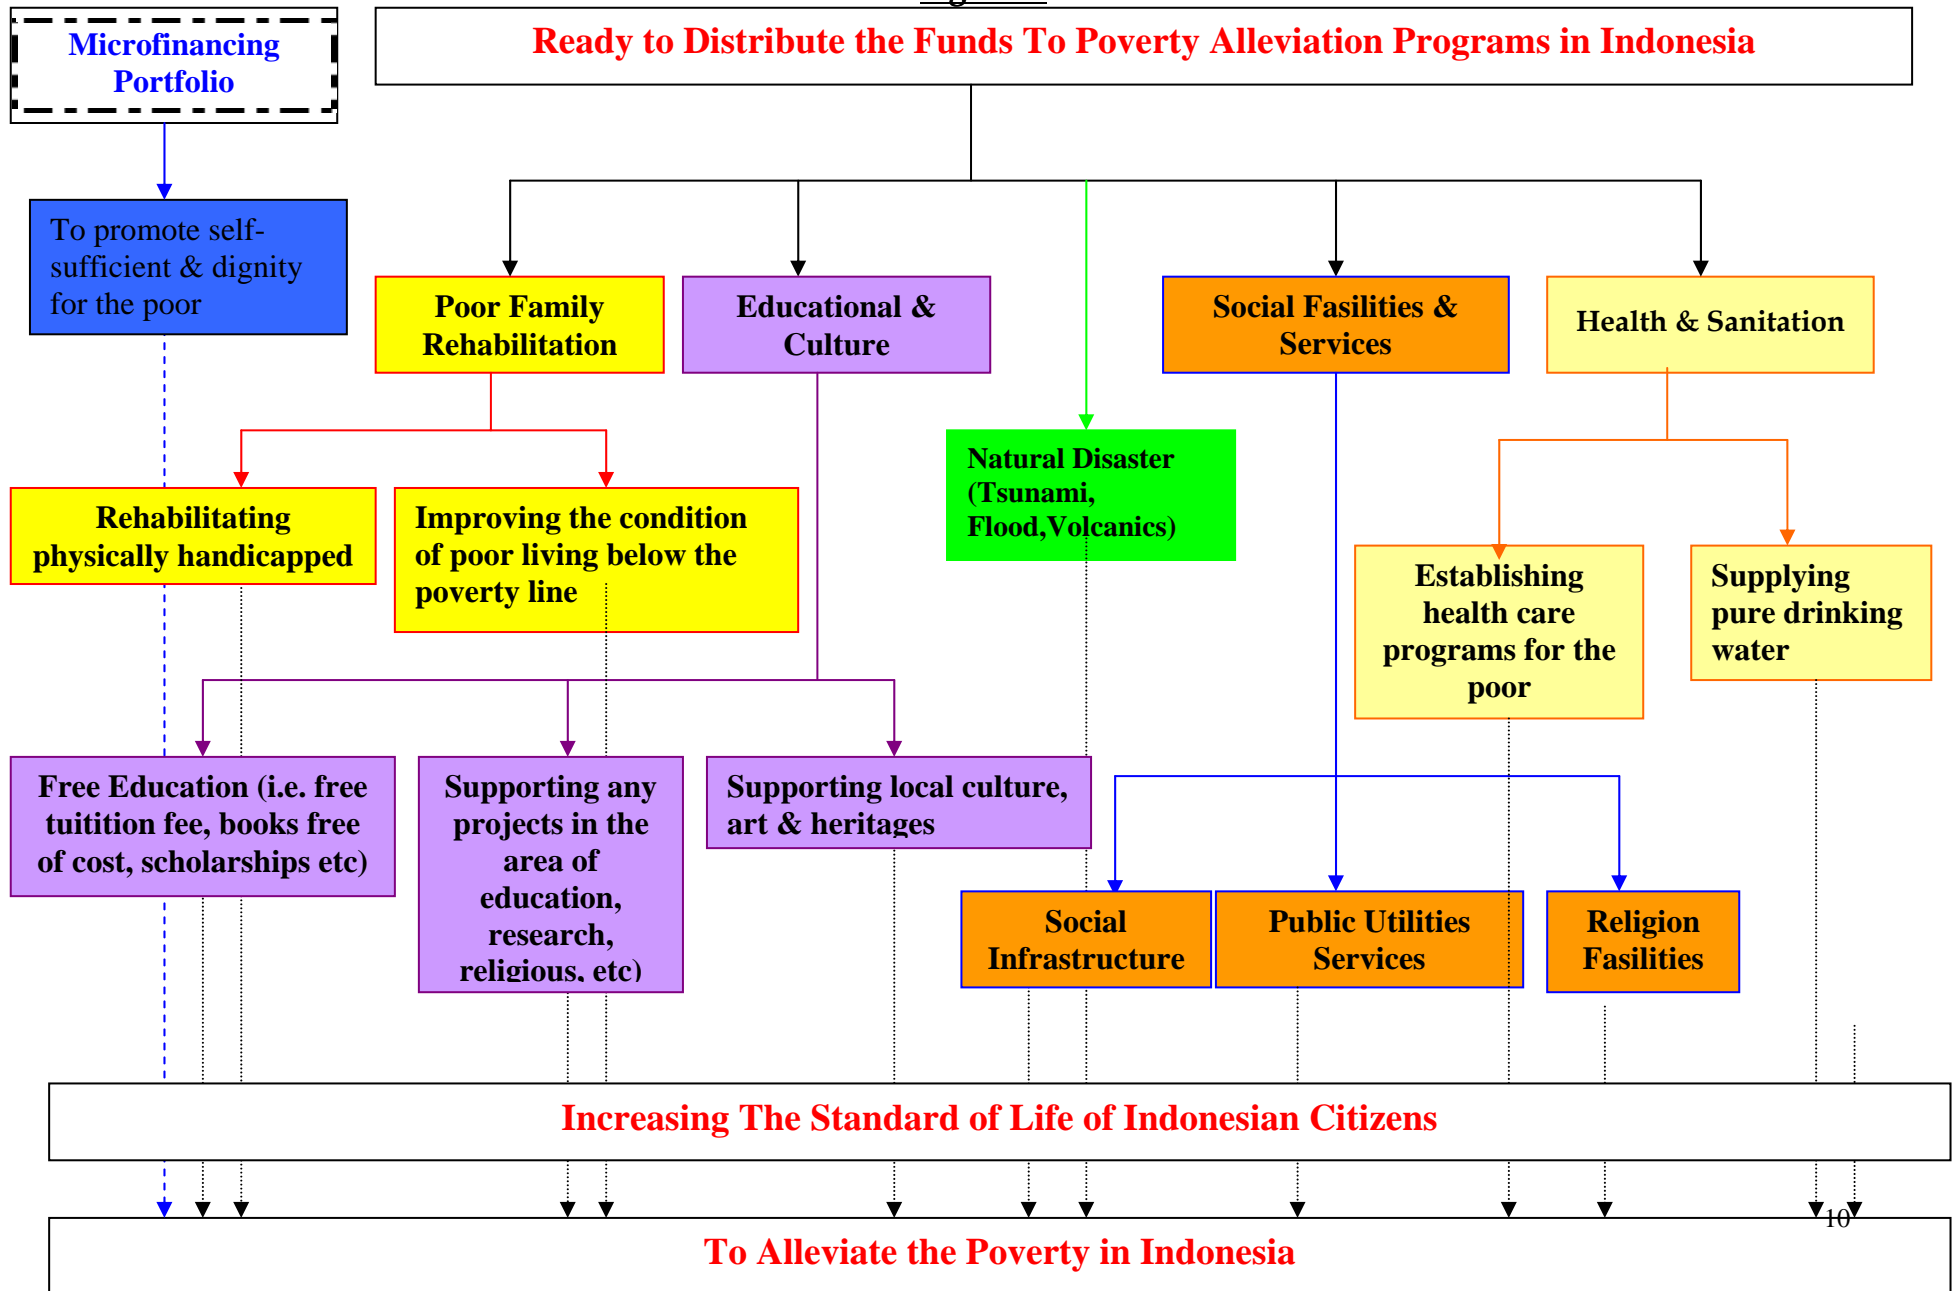 Microfinancing
Portfolio
Ready to Distribute the Funds To Poverty Alleviation Programs in Indonesia
To promote self-
sufficient & dignity
for the poor
Poor Family
Rehabilitation
Educational &
Culture
Social Fasilities &
Services
Health & Sanitation
Natural Disaster
(Tsunami,
Flood,Volcanics)
Rehabilitating
physically handicapped
Improving the condition
of poor living below the
poverty line
Establishing
health care
programs for the
poor
Supplying
pure drinking
water
Free Education (i.e. free
tuitition fee, books free
of cost, scholarships etc)
Supporting any
projects in the
area of
education,
research,
religious, etc)
Supporting local culture,
art & heritages
Social
Infrastructure
Public Utilities
Services
Religion
Fasilities
Increasing The Standard of Life of Indonesian Citizens
10
To Alleviate the Poverty in Indonesia